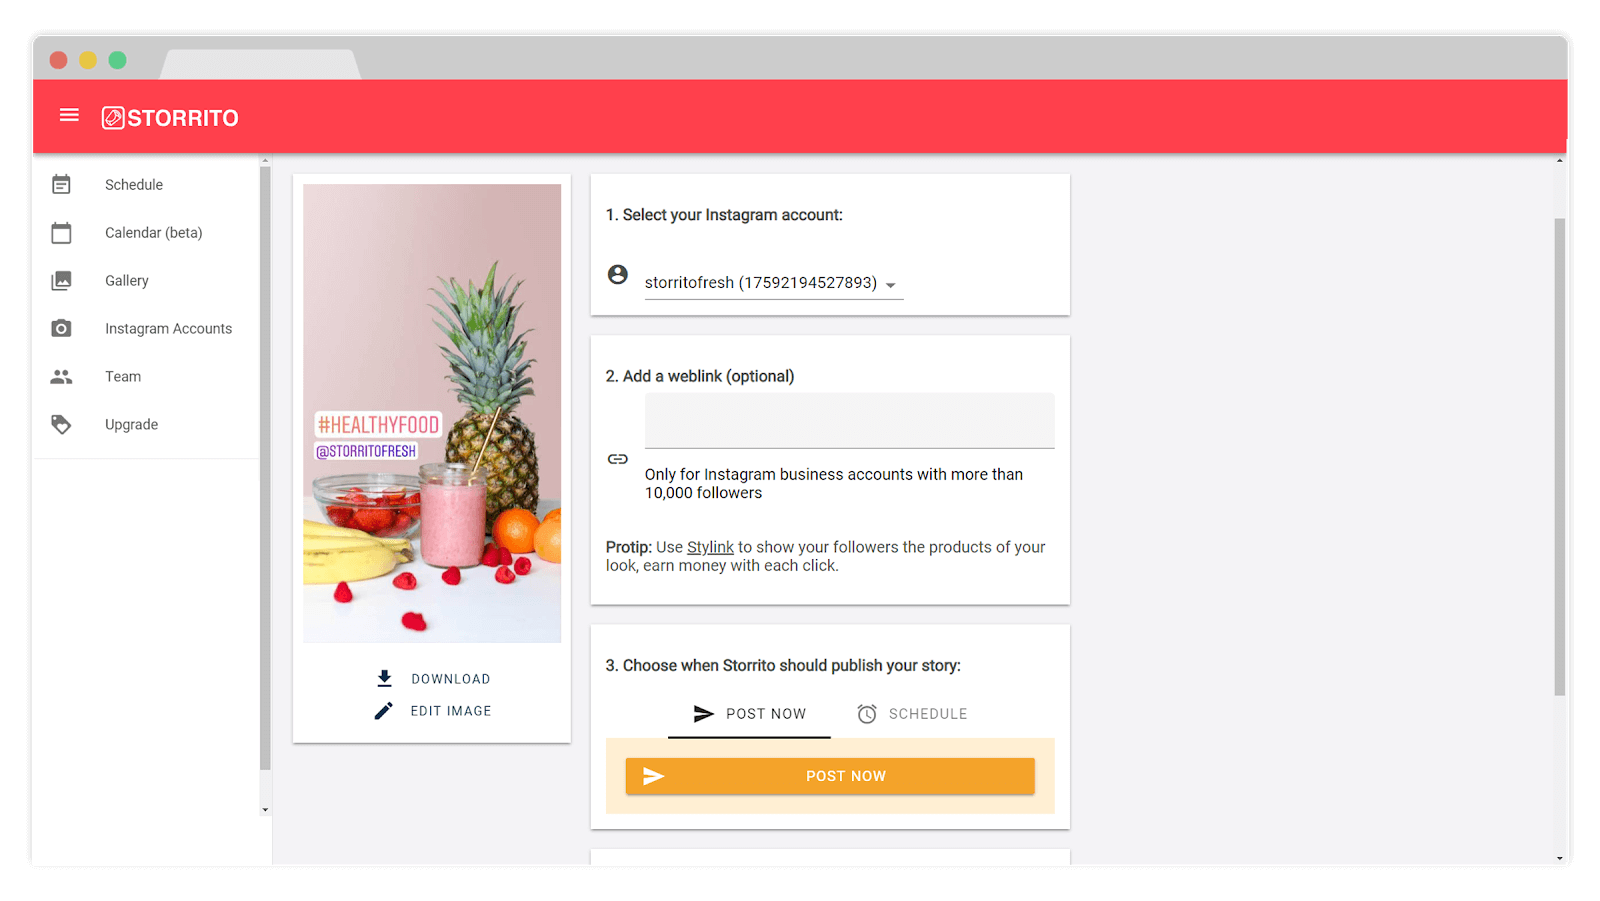 STORRITO
Schedule
Calendar (beta)
Gallery
Instagram Accounts
Team
Upgrade
#HEALTHYFOOD
@STORRITOFRESH
DOWNLOAD
EDIT IMAGE
1. Select your Instagram account:
storritofresh (17592194527893)
2. Add a weblink (optional)
Only for Instagram business accounts with more than
10,000 followers
Protip: Use Stylink to show your followers the products of your
look, earn money with each click.
3. Choose when Storrito should publish your story:
POST NOW
SCHEDULE
POST NOW